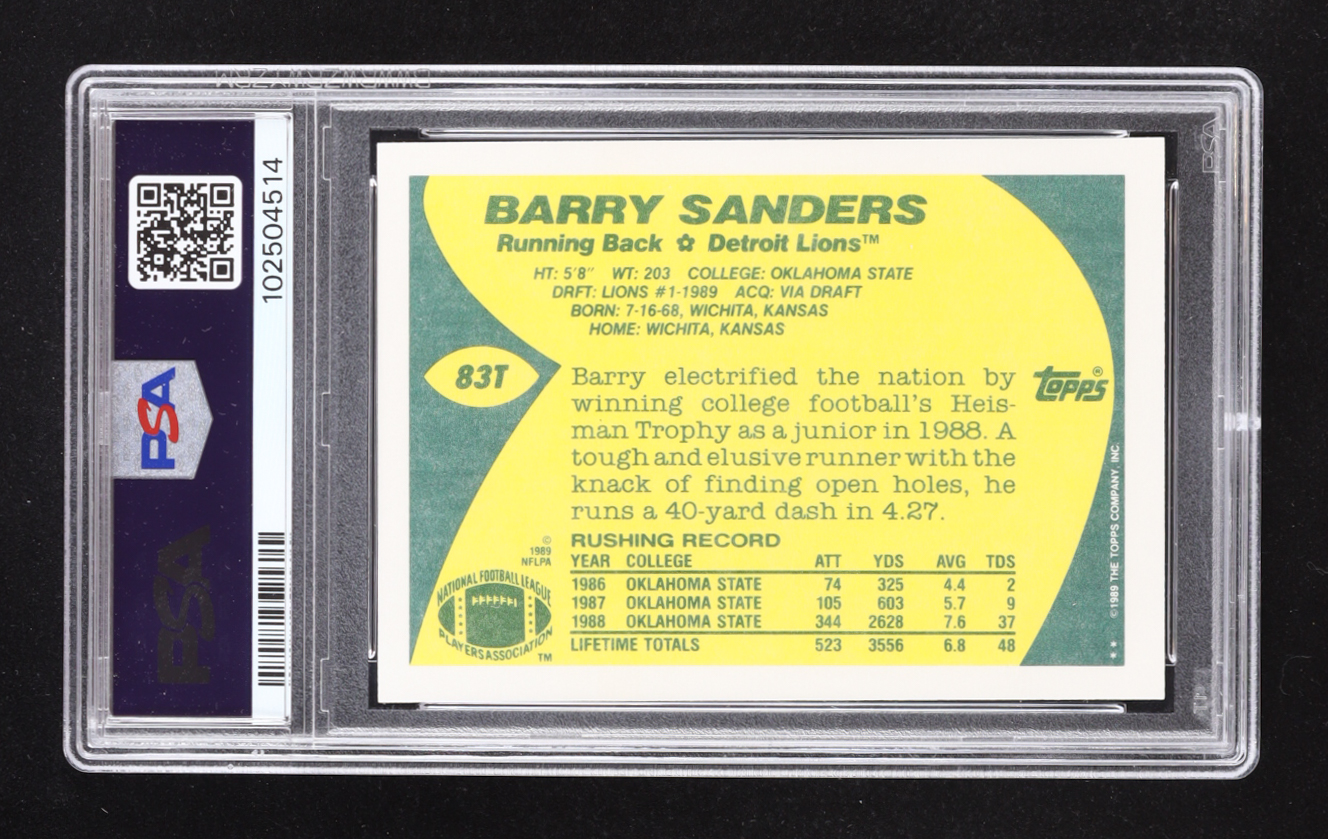 102504514
PSA
PSA
PSA
BARRY SANDERS
Running Back ✿ Detroit Lions™
HT: 5'8" WT: 203 COLLEGE: OKLAHOMA STATE
DRFT: LIONS #1-1989 ACQ: VIA DRAFT
BORN: 7-16-68, WICHITA, KANSAS
HOME: WICHITA, KANSAS
83T
Barry electrified the nation by
winning college football's Heis-
man Trophy as a junior in 1988. A
tough and elusive runner with the
knack of finding open holes, he
runs a 40-yard dash in 4.27.
topps®
RUSHING RECORD
YEAR COLLEGE ATT YDS AVG TDS
1986 OKLAHOMA STATE 74 325 4.4 2
1987 OKLAHOMA STATE 105 603 5.7 9
1988 OKLAHOMA STATE 344 2628 7.6 37
LIFETIME TOTALS 523 3556 6.8 48
©
1989
NFLPA
NATIONAL FOOTBALL LEAGUE
PLAYERS ASSOCIATION
TM
** ©1989 THE TOPPS COMPANY, INC.